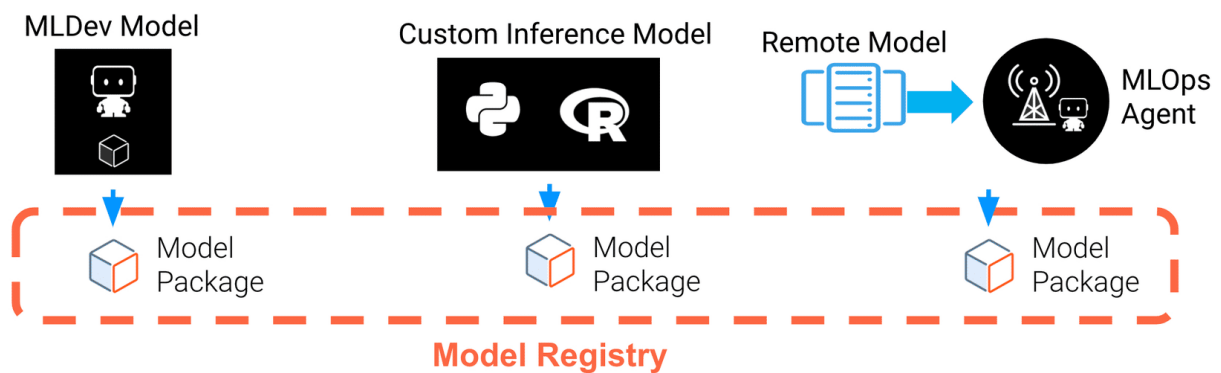 MLDev Model
Custom Inference Model
Remote Model
MLOps
Agent
R
Model
Package
Model
Package
Model
Package
Model Registry